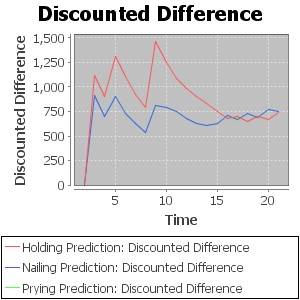 Discounted Difference
Discounted Difference
1,500
1,250
1,000
750
500
250
0
5
10
15
20
Time
Holding Prediction: Discounted Difference
Nailing Prediction: Discounted Difference
Prying Prediction: Discounted Difference